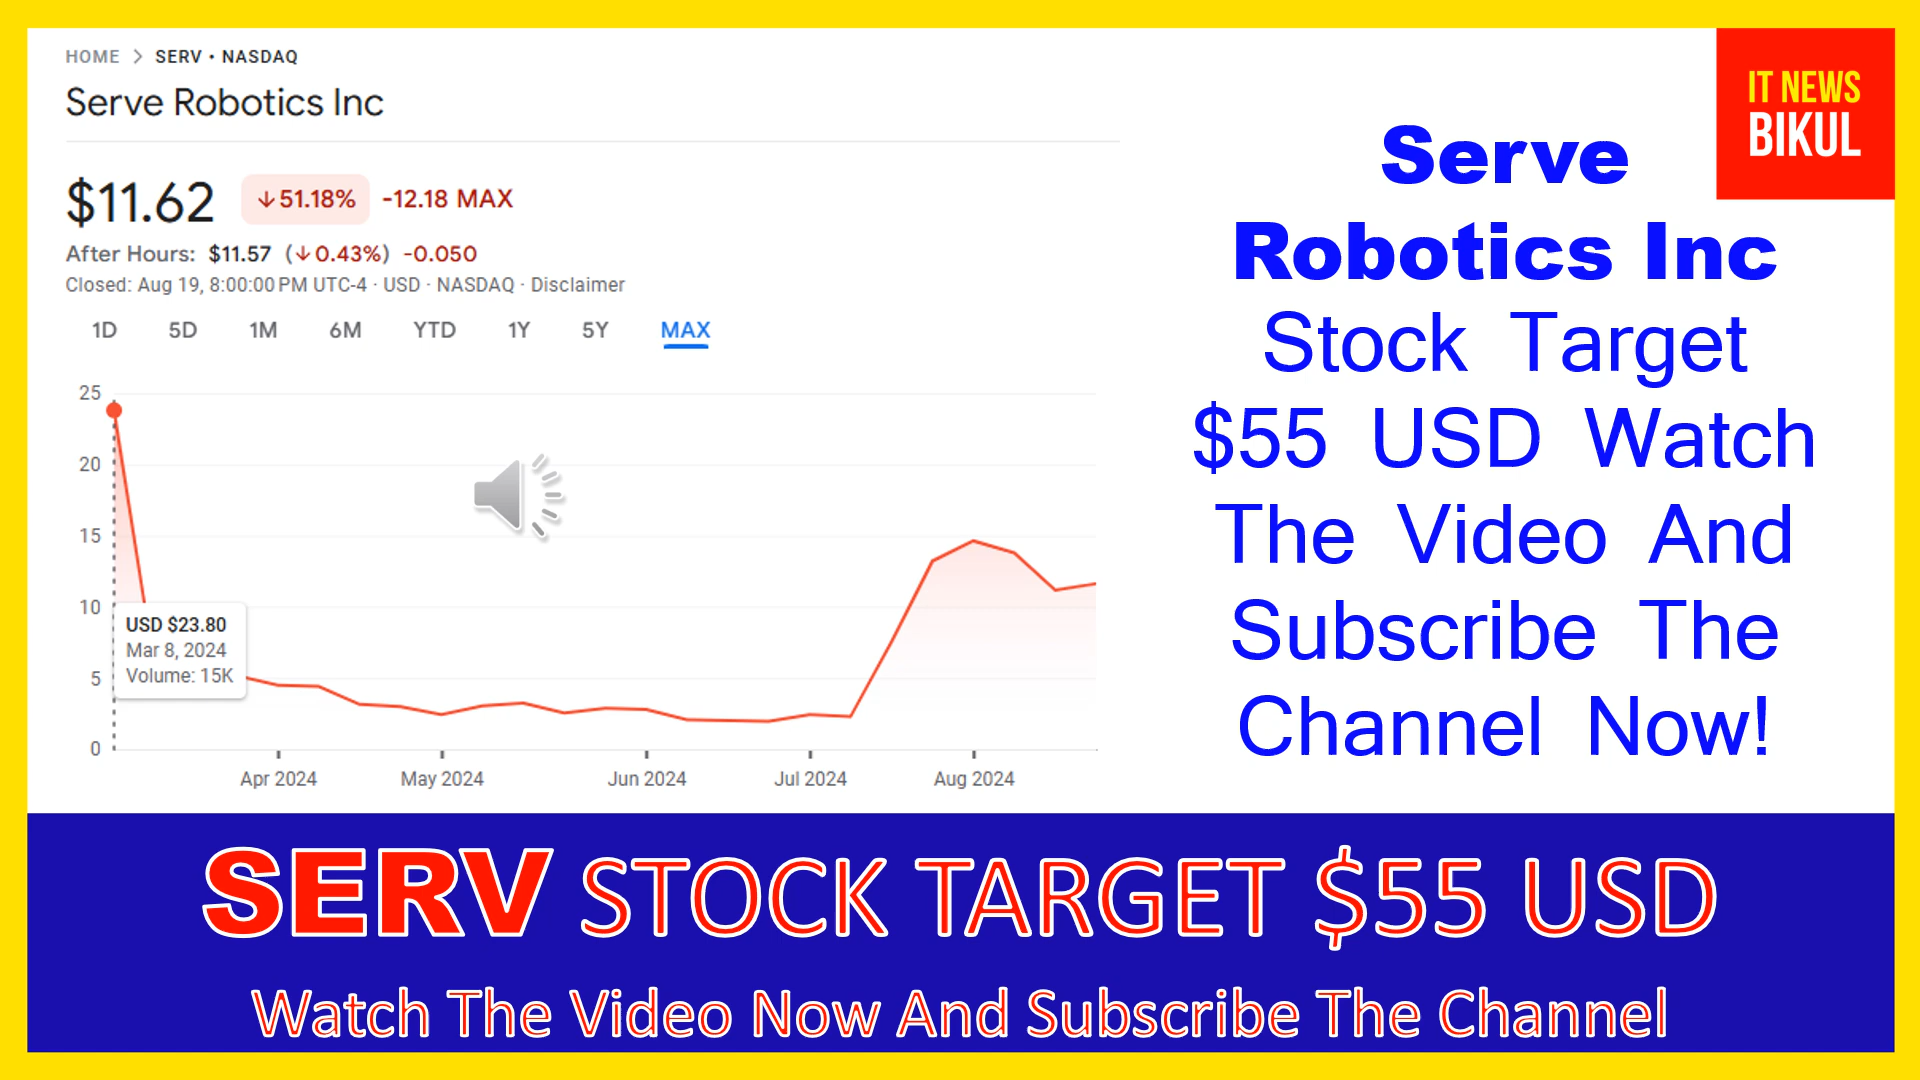 HOME > SERV • NASDAQ
Serve Robotics Inc
$11.62 ↓51.18% -12.18 MAX
After Hours: $11.57 (↓0.43%) -0.050
Closed: Aug 19, 8:00:00 PM UTC-4 · USD · NASDAQ · Disclaimer
1D 5D 1M 6M YTD 1Y 5Y MAX
25
20
15
10
5
0
USD $23.80
Mar 8, 2024
Volume: 15K
Apr 2024 May 2024 Jun 2024 Jul 2024 Aug 2024
IT NEWS
BIKUL
Serve
Robotics Inc
Stock Target
$55 USD Watch
The Video And
Subscribe The
Channel Now!
SERV STOCK TARGET $55 USD
Watch The Video Now And Subscribe The Channel